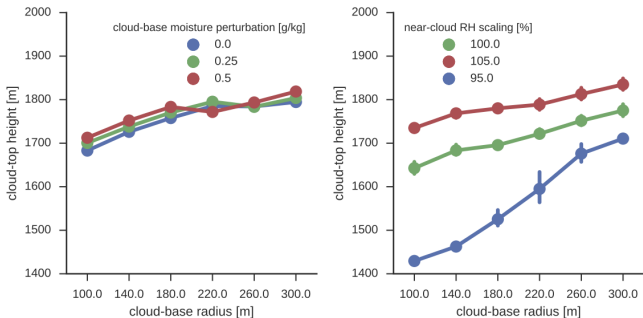 cloud-base moisture perturbation [g/kg]
0.0
0.25
0.5
cloud-top height [m]
2000
1900
1800
1700
1600
1500
1400
100.0 140.0 180.0 220.0 260.0 300.0
cloud-base radius [m]
near-cloud RH scaling [%]
100.0
105.0
95.0
cloud-top height [m]
2000
1900
1800
1700
1600
1500
1400
100.0 140.0 180.0 220.0 260.0 300.0
cloud-base radius [m]